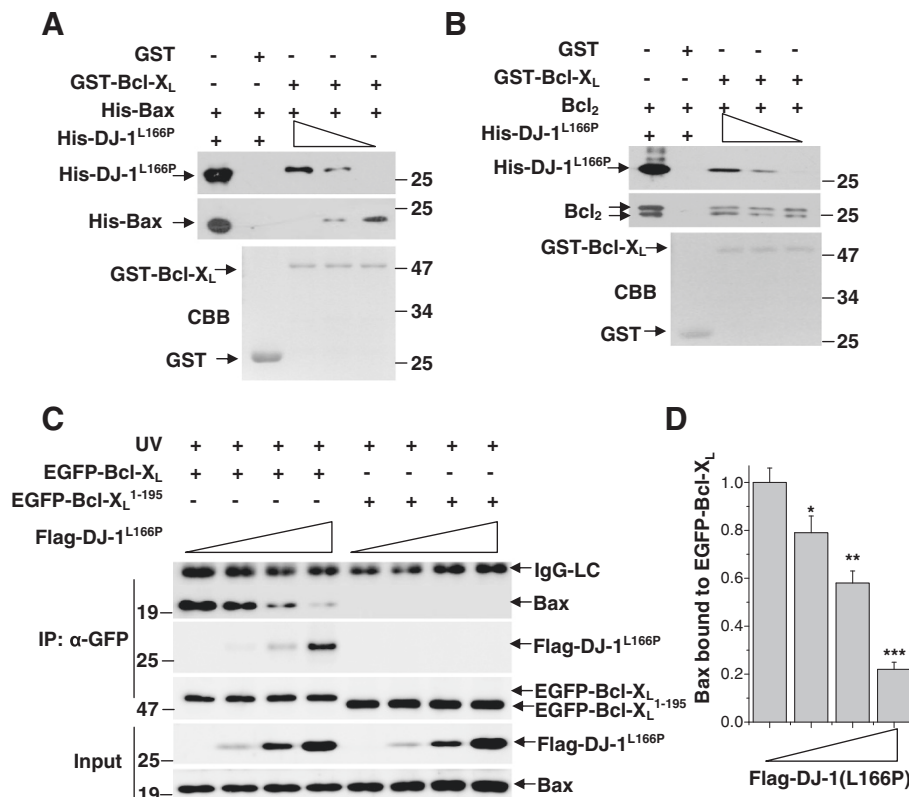 A
GST - + - - -
GST-Bcl-XL - - + + +
His-Bax + + + + +
His-DJ-1L166P + +
His-DJ-1L166P
25
25
His-Bax
GST-Bcl-XL
47
34
CBB
GST
25
B
GST - + - - -
GST-Bcl-XL - - + + +
Bcl2 + + + + +
His-DJ-1L166P + +
His-DJ-1L166P
25
Bcl2
25
GST-Bcl-XL
47
CBB
34
GST
25
C
UV + + + + + + + +
EGFP-Bcl-XL + + + + - - - -
EGFP-Bcl-XL1-195 - - - - + + + +
Flag-DJ-1L166P
IgG-LC
Bax
19
IP: α-GFP
Flag-DJ-1L166P
25
EGFP-Bcl-XL
EGFP-Bcl-XL1-195
47
Flag-DJ-1L166P
Input
25
Bax
19
D
Bax bound to EGFP-Bcl-XL
1.0
0.8
0.6
0.4
0.2
0.0
*
**
***
Flag-DJ-1(L166P)